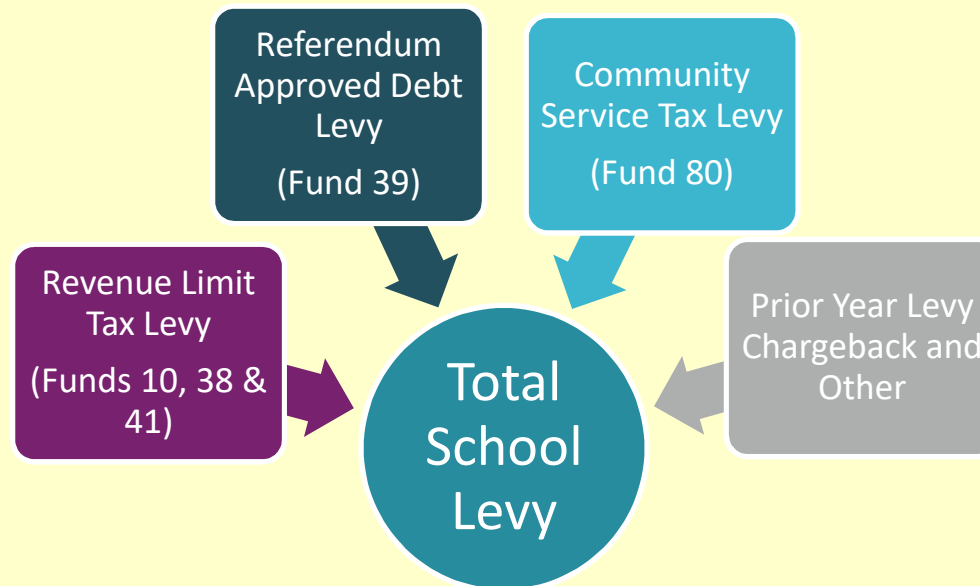 Referendum
Approved Debt
Levy
(Fund 39)
Community
Service Tax Levy
(Fund 80)
Revenue Limit
Tax Levy
(Funds 10, 38 &
41)
Prior Year Levy
Chargeback and
Other
Total
School
Levy